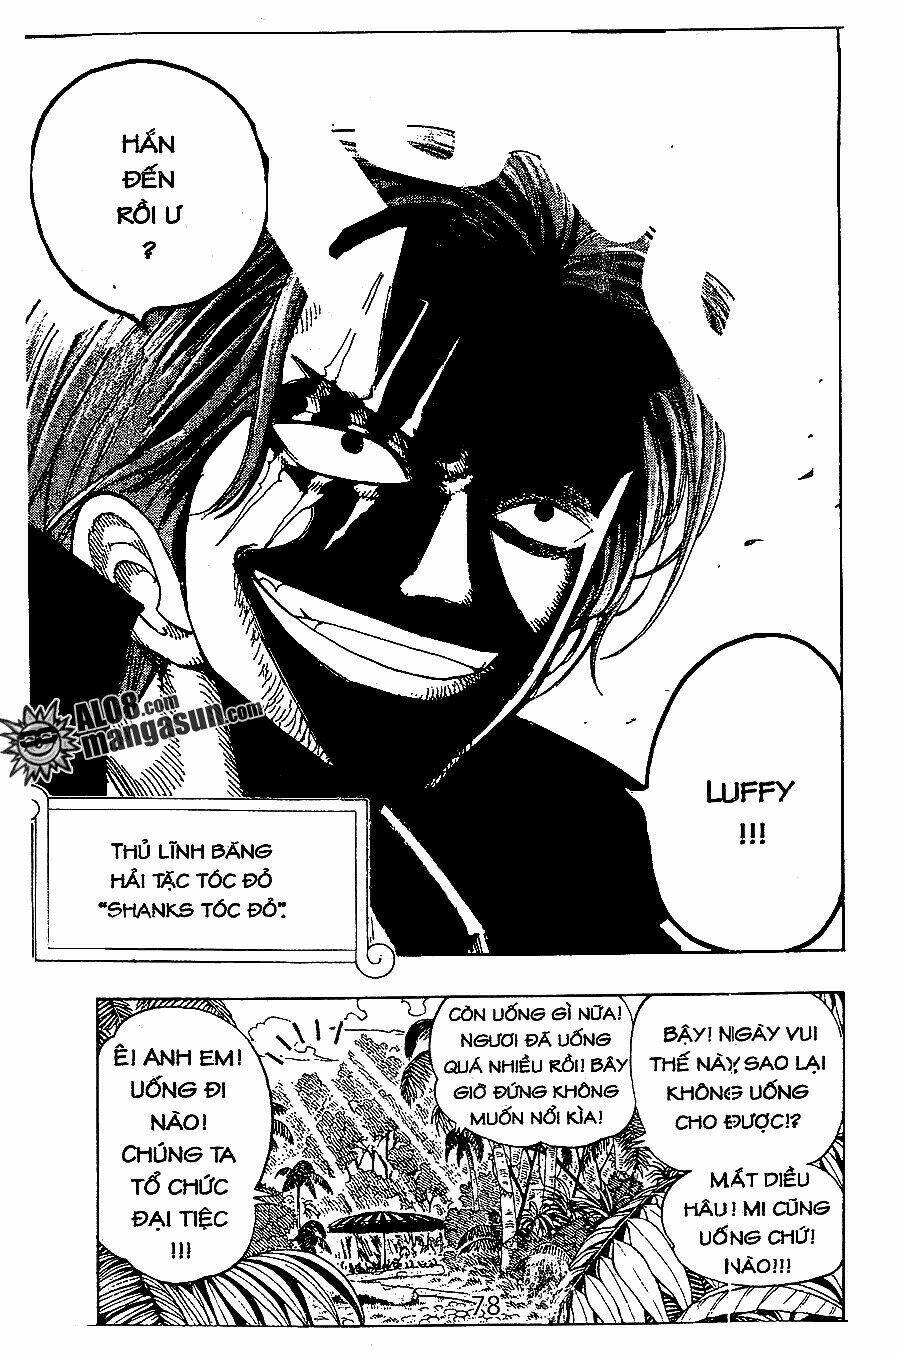 HẮN
ĐẾN
RỒI Ư
?
LUFFY
!!!
AL08.com
mangasun.com
THỦ LĨNH BĂNG
HẢI TẶC TÓC ĐỎ
"SHANKS TÓC ĐỎ".
Ê! ANH EM!
UỐNG ĐI
NÀO!
CHÚNG TA
TỔ CHỨC
ĐẠI TIỆC
!!!
CÒN UỐNG GÌ NỮA!
NGƯƠI ĐÃ UỐNG
QUÁ NHIỀU RỒI! BÂY
GIỜ ĐỨNG KHÔNG
MUỐN NỔI KÌA!
BẬY! NGÀY VUI
THẾ NÀY, SAO LẠI
KHÔNG UỐNG
CHO ĐƯỢC!?
MẮT DIỀU
HÂU! MI CŨNG
UỐNG CHỨ!
NÀO!!!
78